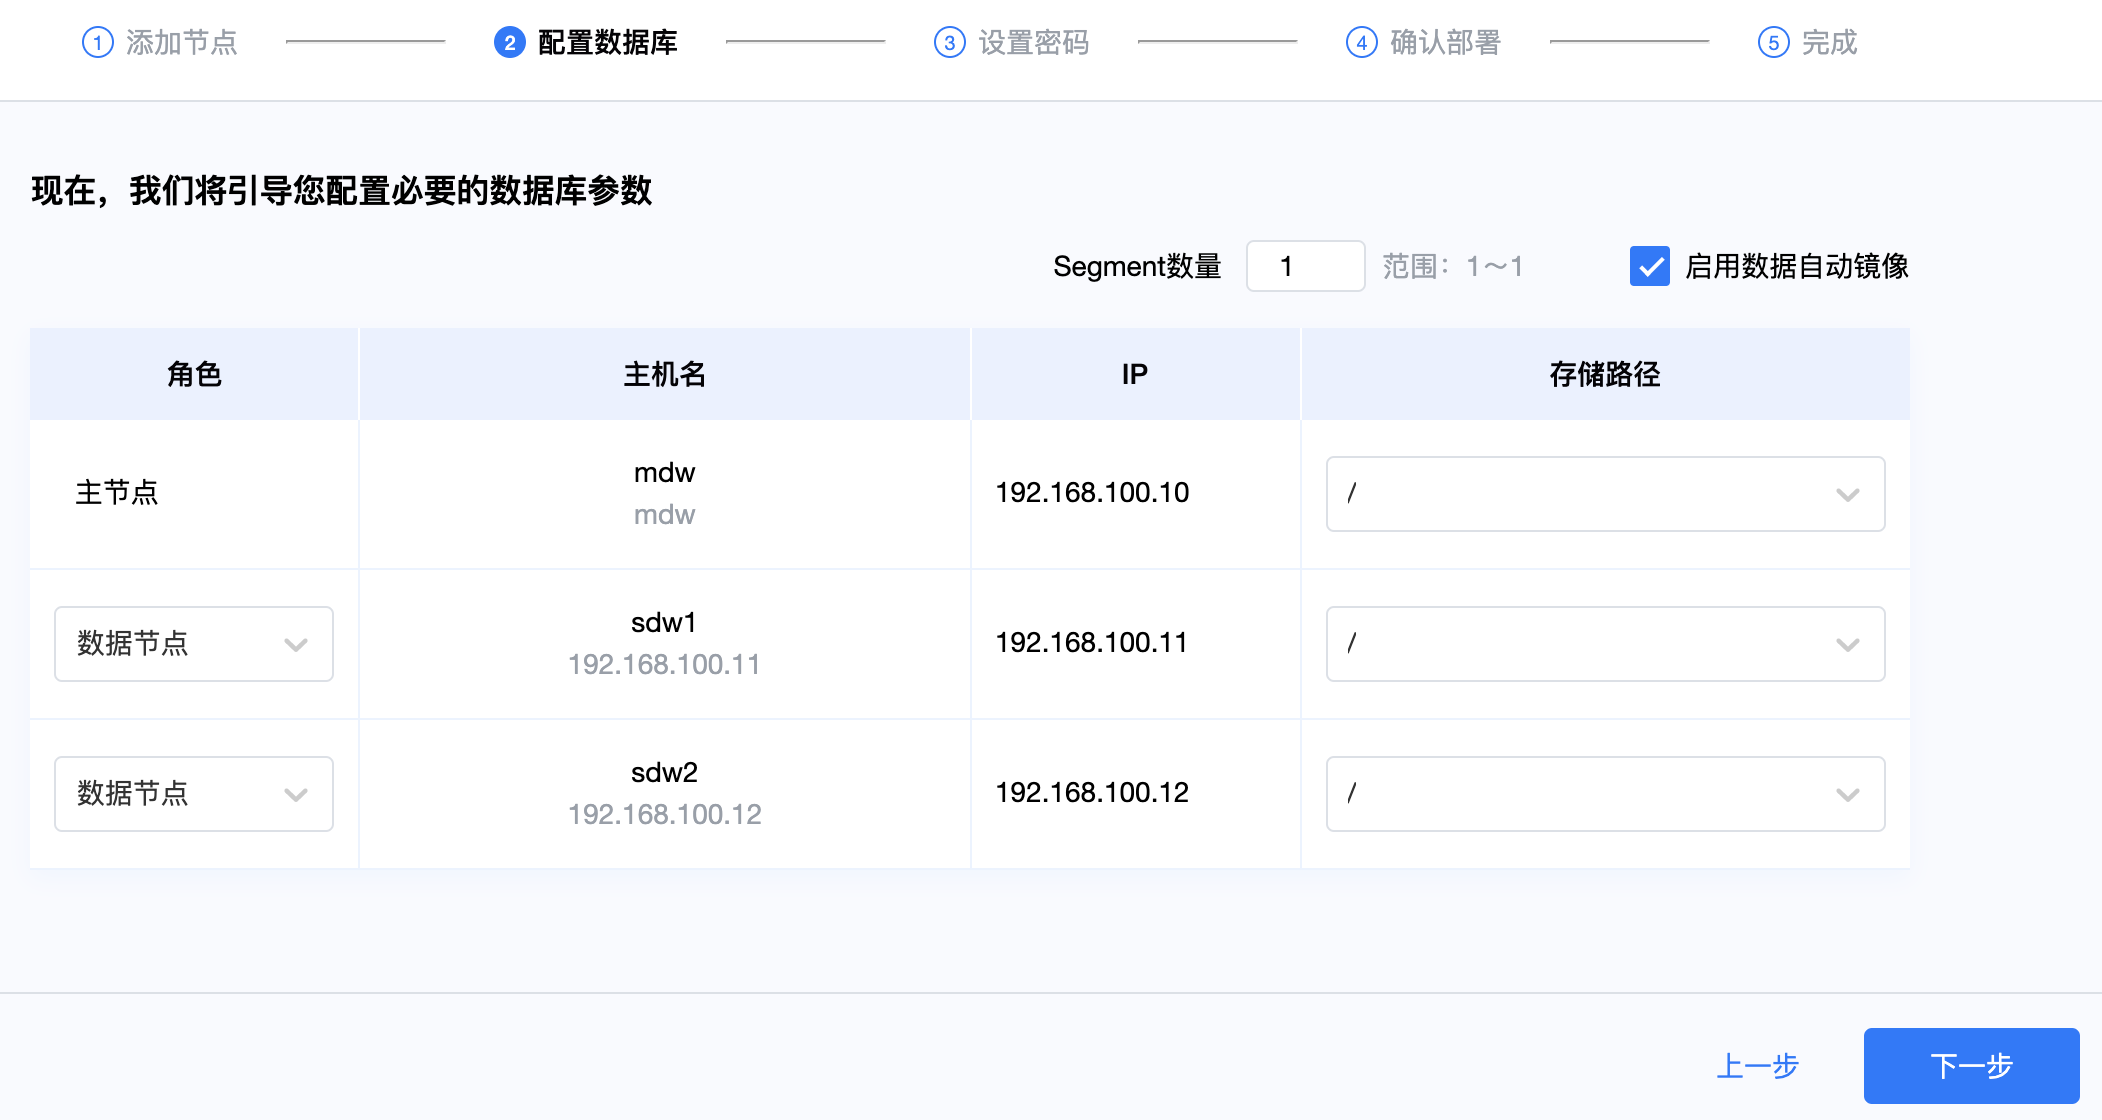 1 添加节点 2 配置数据库 3 设置密码 4 确认部署 5 完成
现在，我们将引导您配置必要的数据库参数
Segment数量 1 范围：1～1 启用数据自动镜像
角色 主机名 IP 存储路径
主节点 mdw 192.168.100.10 /
mdw
数据节点 sdw1 192.168.100.11 /
192.168.100.11
数据节点 sdw2 192.168.100.12 /
192.168.100.12
上一步 下一步